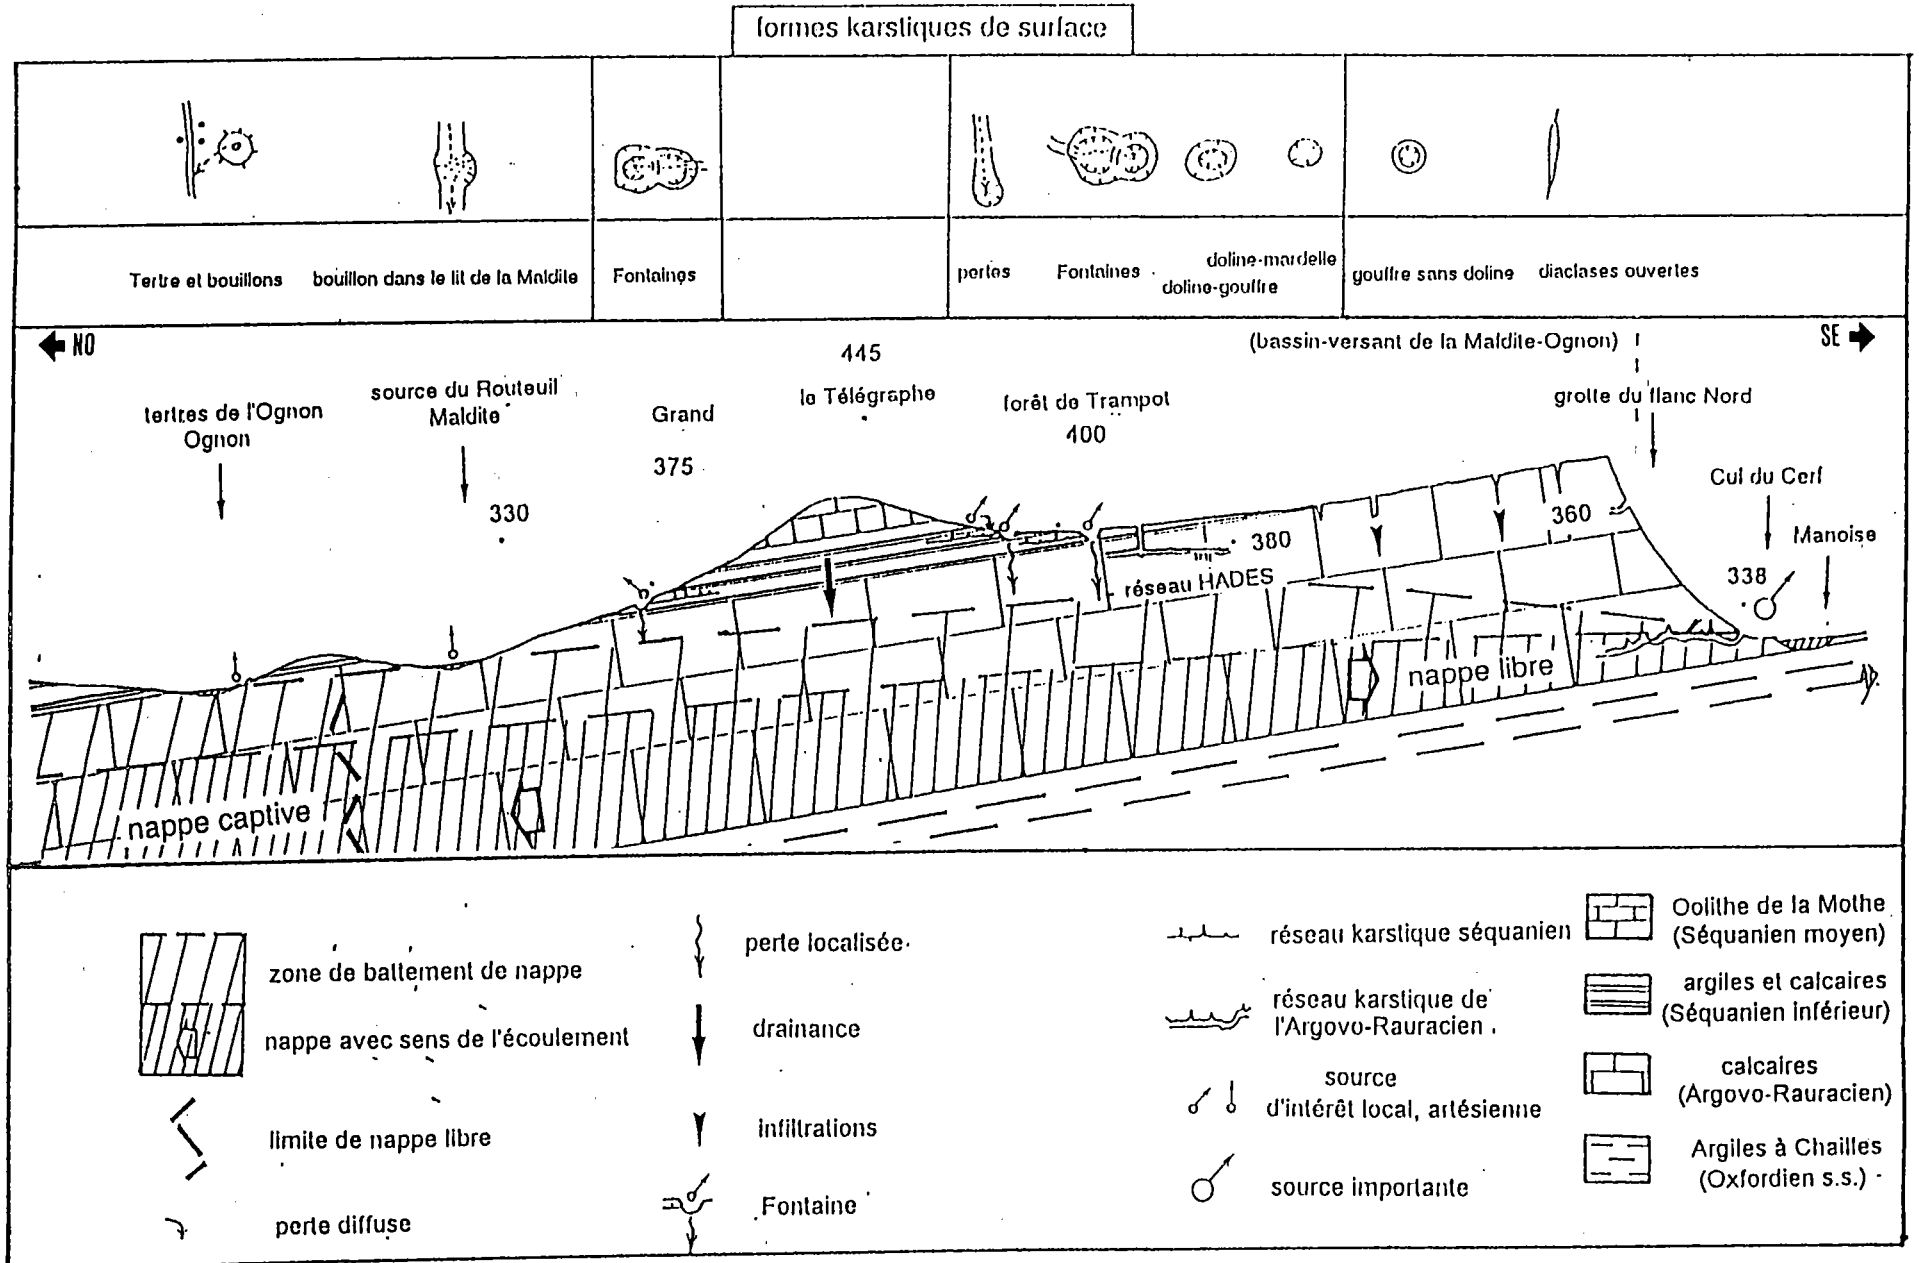 formes karstiques de surface
Tertre et bouillons
bouillon dans le lit de la Maldite
Fontaines
pertes
Fontaines
doline-mardelle
doline-gouffre
gouffre sans doline
diaclases ouvertes
NO
445
(bassin-versant de la Maldite-Ognon)
SE
tertres de l'Ognon
Ognon
source du Routeuil
Maldite
Grand
375
le Télégraphe
forêt de Trampot
400
grotte du flanc Nord
Cul du Cerf
Manoise
330
380
360
338
réseau HADES
nappe libre
nappe captive
zone de battement de nappe
nappe avec sens de l'écoulement
limite de nappe libre
perte diffuse
perte localisée
drainance
infiltrations
Fontaine
réseau karstique séquanien
réseau karstique de
l'Argovo-Rauracien
source
d'intérêt local, artésienne
source importante
Oolithe de la Mothe
(Séquanien moyen)
argiles et calcaires
(Séquanien inférieur)
calcaires
(Argovo-Rauracien)
Argiles à Chailles
(Oxfordien s.s.)